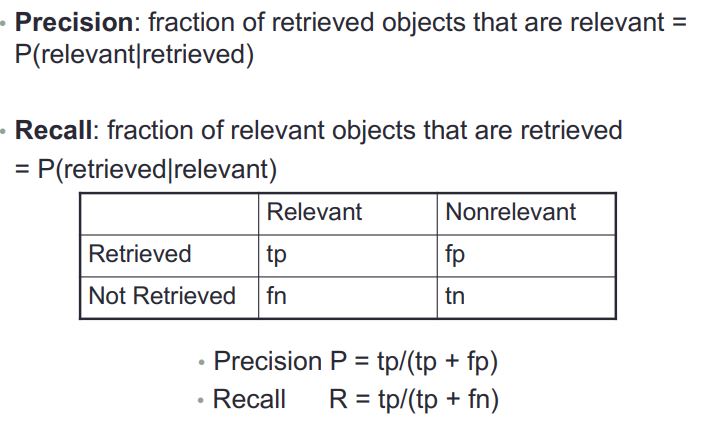 • Precision: fraction of retrieved objects that are relevant =
P(relevant|retrieved)
• Recall: fraction of relevant objects that are retrieved
= P(retrieved|relevant)
Relevant Nonrelevant
Retrieved tp fp
Not Retrieved fn tn
• Precision P = tp/(tp + fp)
• Recall R = tp/(tp + fn)